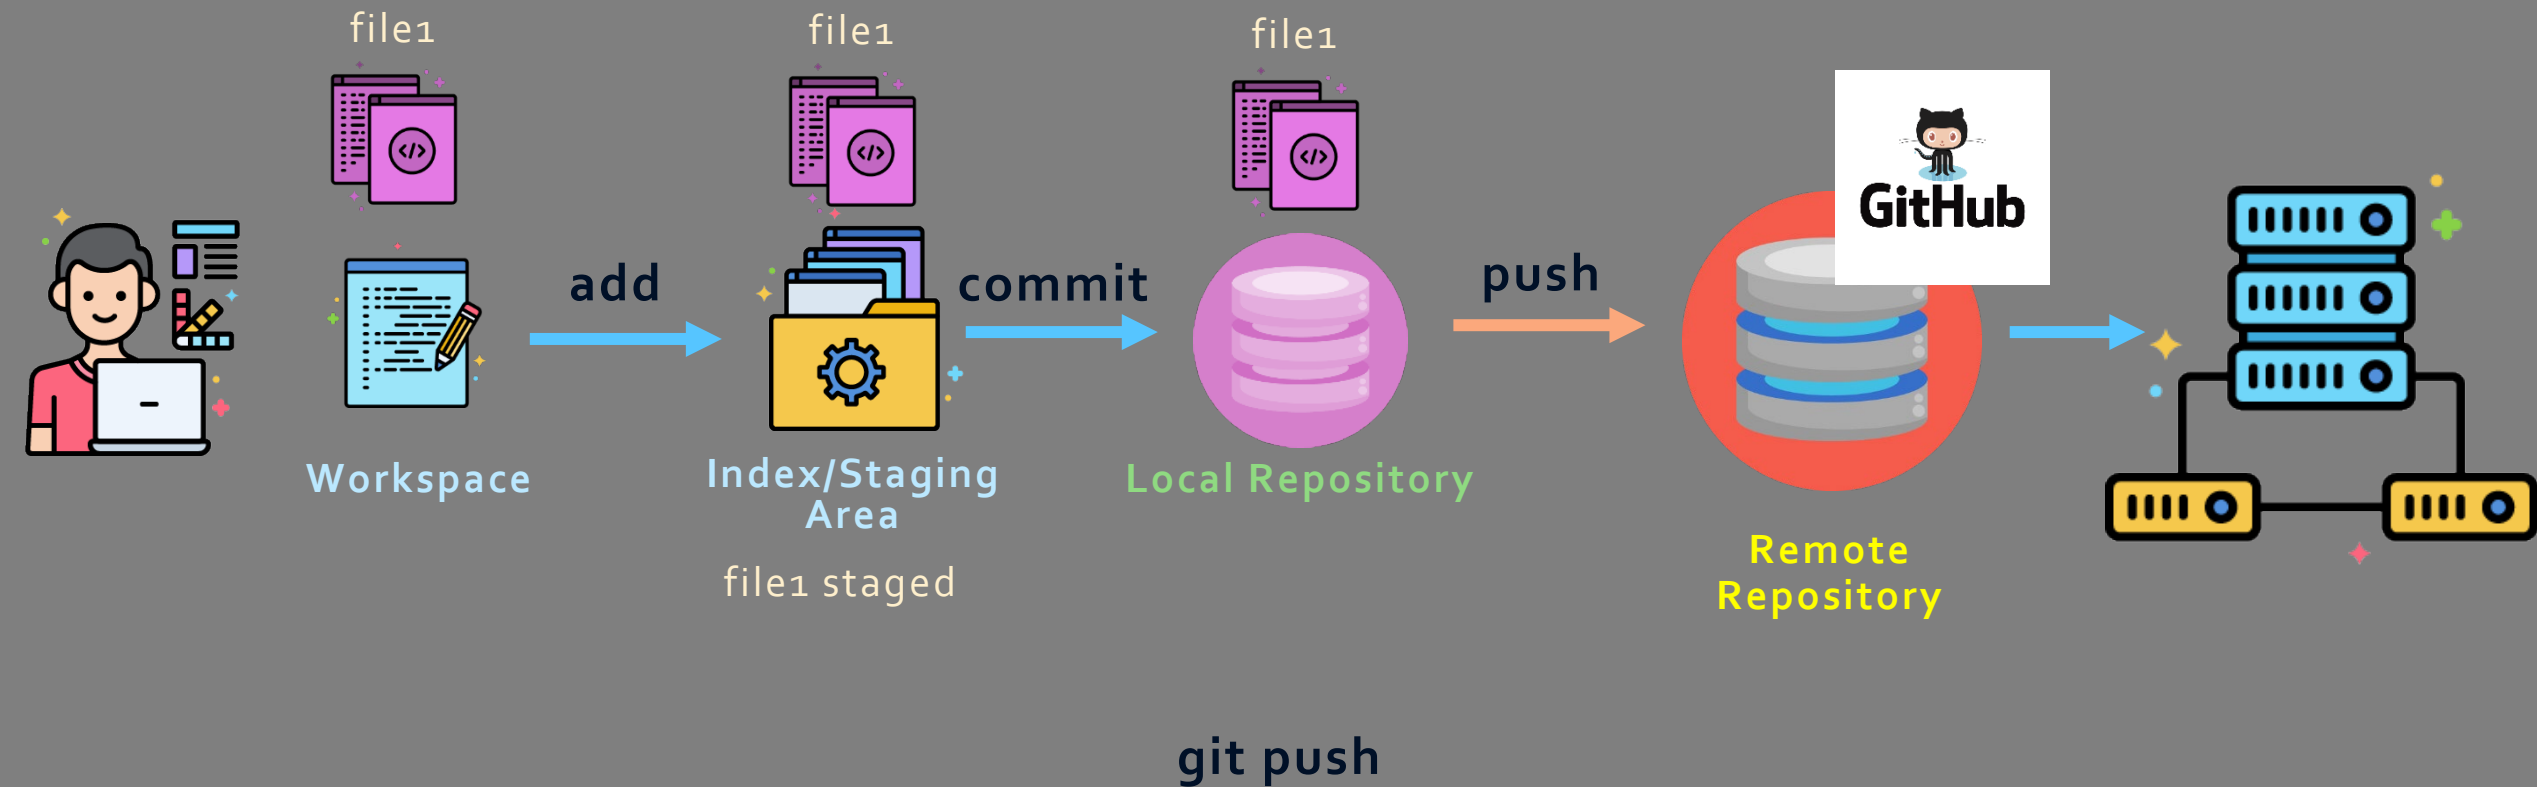 file1
file1
file1
GitHub
add
commit
push
Workspace
Index/Staging
Area
Local Repository
Remote
Repository
file1 staged
git push